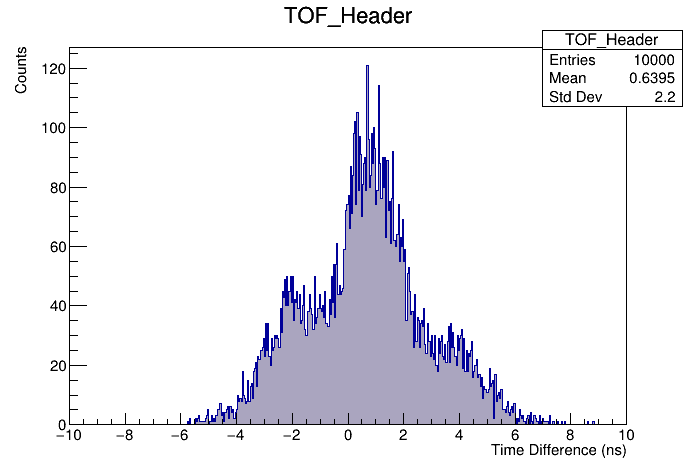 TOF_Header
TOF_Header
Entries 10000
Mean 0.6395
Std Dev 2.2
Counts
120
100
80
60
40
20
0
−10 −8 −6 −4 −2 0 2 4 6 8 10
Time Difference (ns)